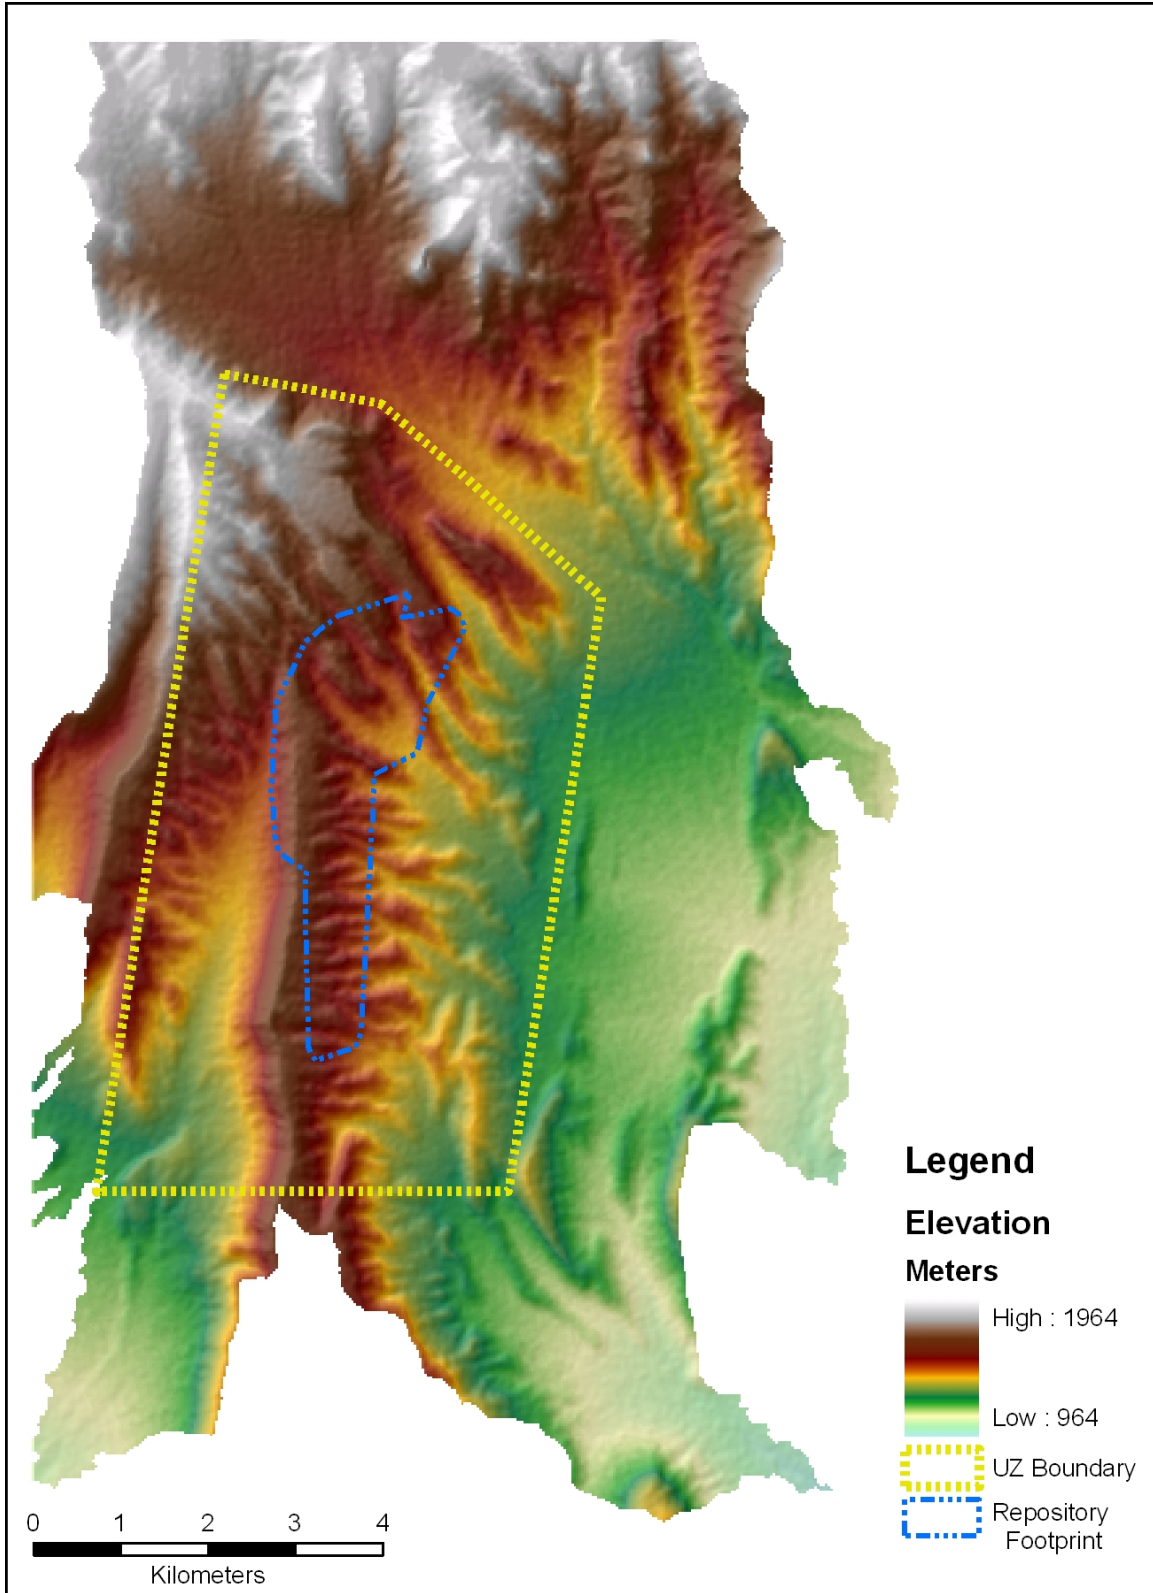 Legend
Elevation
Meters
High : 1964
Low : 964
UZ Boundary
Repository
Footprint
0 1 2 3 4
Kilometers